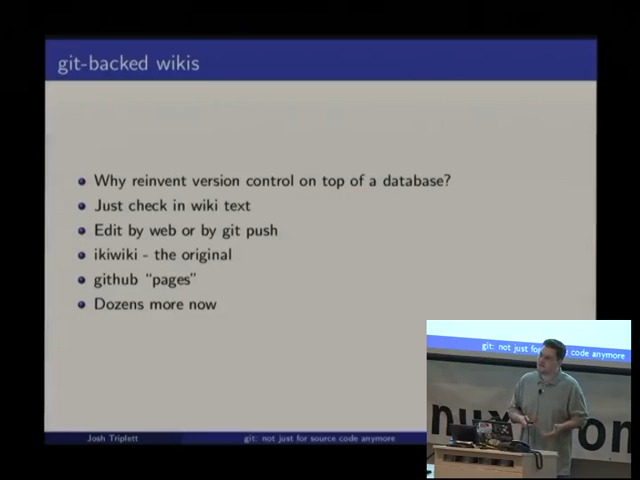 git-backed wikis
Why reinvent version control on top of a database?
Just check in wiki text
Edit by web or by git push
ikiwiki - the original
github “pages”
Dozens more now
Josh Triplett
git: not just for source code anymore
git: not just for
code anymore
nux
on